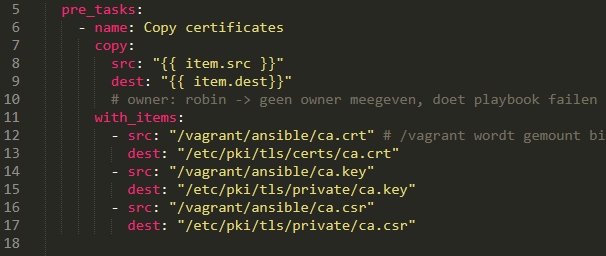 5 pre_tasks:
6 - name: Copy certificates
7 copy:
8 src: "{{ item.src }}"
9 dest: "{{ item.dest}}"
10 # owner: robin -> geen owner meegeven, doet playbook failen
11 with_items:
12 - src: "/vagrant/ansible/ca.crt" # /vagrant wordt gemount bi
13 dest: "/etc/pki/tls/certs/ca.crt"
14 - src: "/vagrant/ansible/ca.key"
15 dest: "/etc/pki/tls/private/ca.key"
16 - src: "/vagrant/ansible/ca.csr"
17 dest: "/etc/pki/tls/private/ca.csr"
18